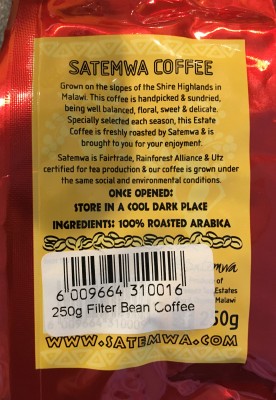 SATEMWA COFFEE
Grown on the slopes of the Shire Highlands in
Malawi. This coffee is handpicked & sundried,
being well balanced, floral, sweet & delicate.
Specially selected each season, this Estate
Coffee is freshly roasted by Satemwa & is
brought to you for your enjoyment.
Satemwa is Fairtrade, Rainforest Alliance & Utz
certified for tea production & our coffee is grown under
the same social and environmental conditions.
ONCE OPENED:
STORE IN A COOL DARK PLACE
INGREDIENTS: 100% ROASTED ARABICA
of
Estates
Malawi
6 009664 310016
250g Filter Bean Coffee
250g
WWW.SATEMWA.COM